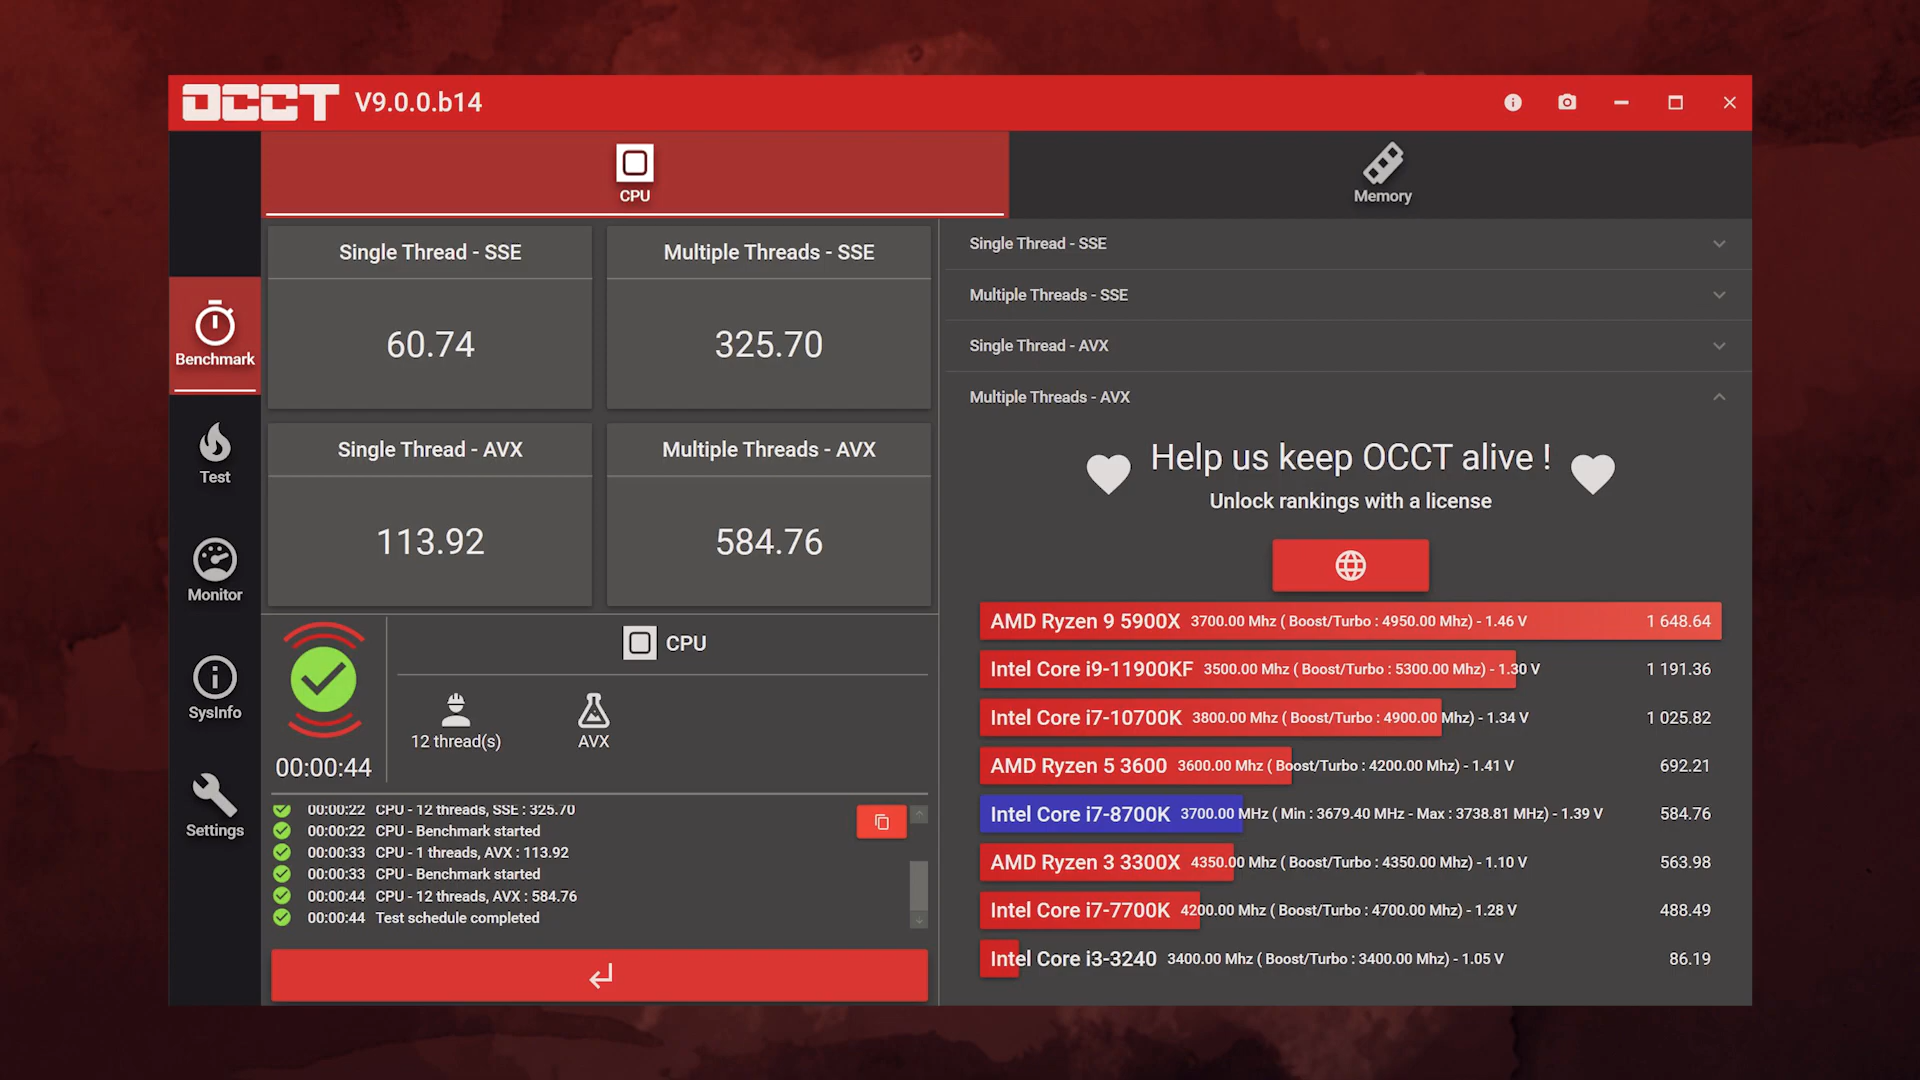 OCCT V9.0.0.b14
CPU
Memory
Benchmark
Test
Monitor
SysInfo
Settings
Single Thread - SSE
60.74
Multiple Threads - SSE
325.70
Single Thread - AVX
113.92
Multiple Threads - AVX
584.76
00:00:44
CPU
12 thread(s)
AVX
00:00:22 CPU - 12 threads, SSE : 325.70
00:00:22 CPU - Benchmark started
00:00:33 CPU - 1 threads, AVX : 113.92
00:00:33 CPU - Benchmark started
00:00:44 CPU - 12 threads, AVX : 584.76
00:00:44 Test schedule completed
Single Thread - SSE
Multiple Threads - SSE
Single Thread - AVX
Multiple Threads - AVX
Help us keep OCCT alive !
Unlock rankings with a license
AMD Ryzen 9 5900X 3700.00 Mhz ( Boost/Turbo : 4950.00 Mhz) - 1.46 V 1 648.64
Intel Core i9-11900KF 3500.00 Mhz ( Boost/Turbo : 5300.00 Mhz) - 1.30 V 1 191.36
Intel Core i7-10700K 3800.00 Mhz ( Boost/Turbo : 4900.00 Mhz) - 1.34 V 1 025.82
AMD Ryzen 5 3600 3600.00 Mhz ( Boost/Turbo : 4200.00 Mhz) - 1.41 V 692.21
Intel Core i7-8700K 3700.00 MHz ( Min : 3679.40 MHz - Max : 3738.81 MHz) - 1.39 V 584.76
AMD Ryzen 3 3300X 4350.00 Mhz ( Boost/Turbo : 4350.00 Mhz) - 1.10 V 563.98
Intel Core i7-7700K 4200.00 Mhz ( Boost/Turbo : 4700.00 Mhz) - 1.28 V 488.49
Intel Core i3-3240 3400.00 Mhz ( Boost/Turbo : 3400.00 Mhz) - 1.05 V 86.19